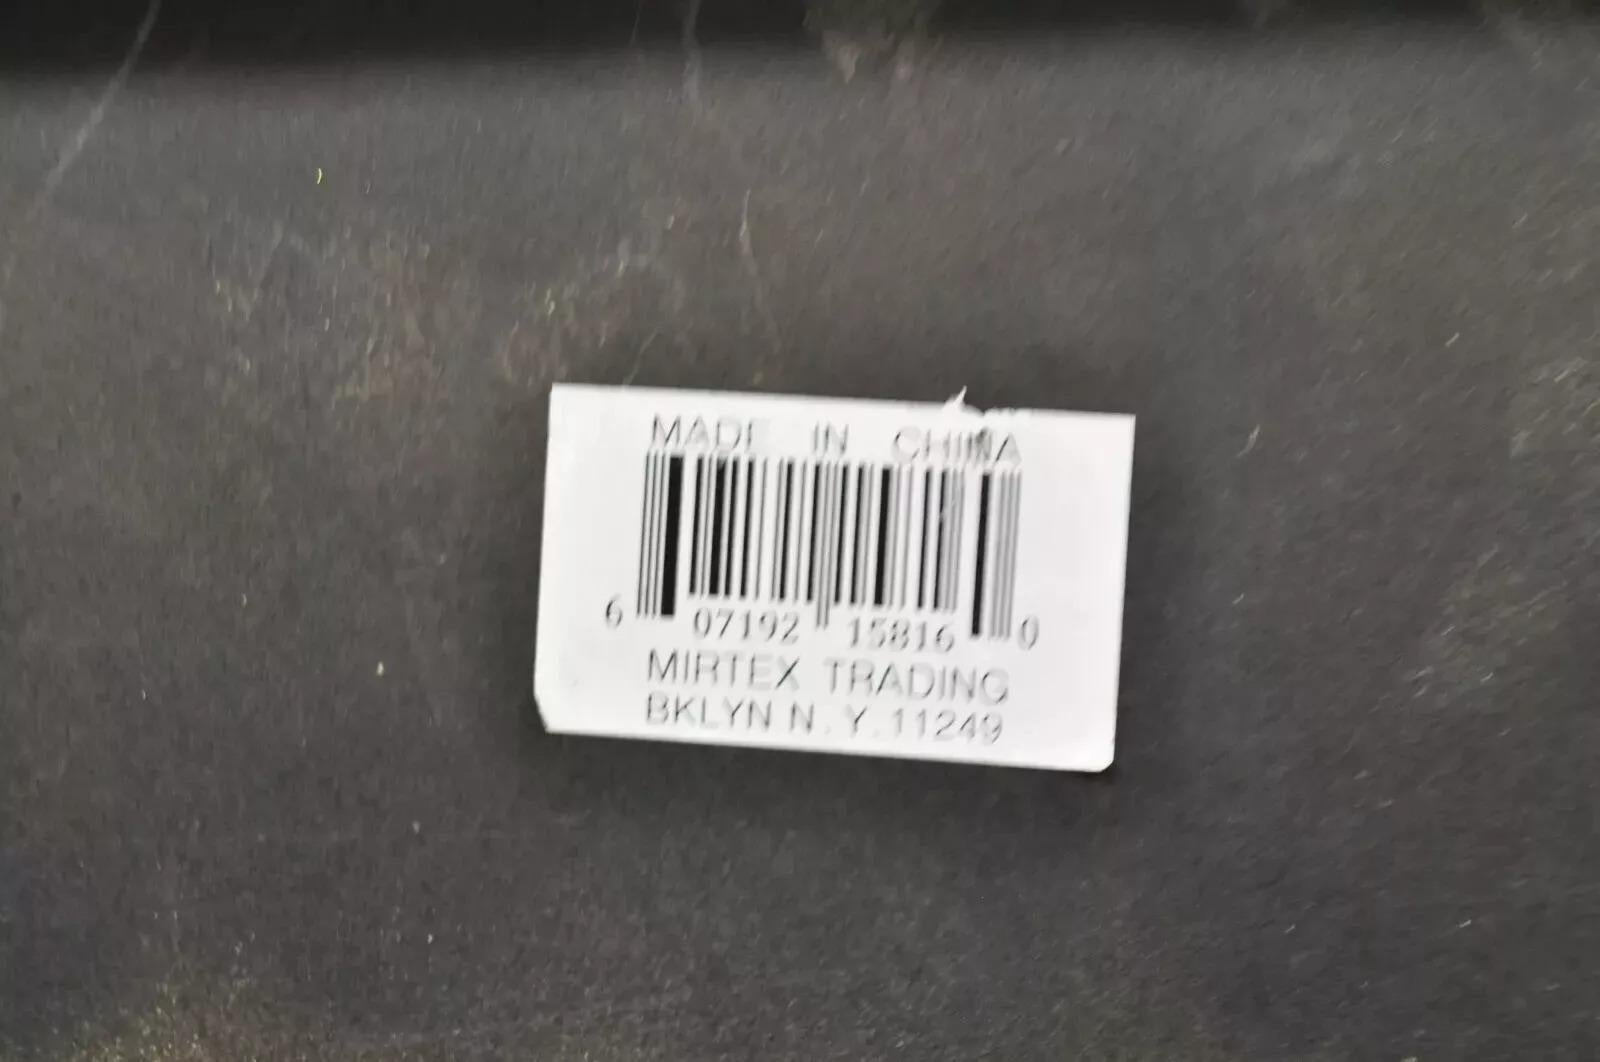 MADE IN CHINA
6 07192 15816 0
MIRTEX TRADING
BKLYN N.Y.11249